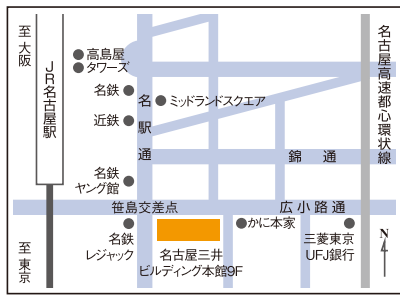 至大阪
JR名古屋駅
高島屋
タワーズ
名鉄
近鉄
名駅通
ミッドランドスクエア
名古屋高速都心環状線
錦通
名鉄
ヤング館
笹島交差点
広小路通
名鉄
レジャック
名古屋三井
ビルディング本館9F
かに本家
三菱東京
UFJ銀行
N
至東京